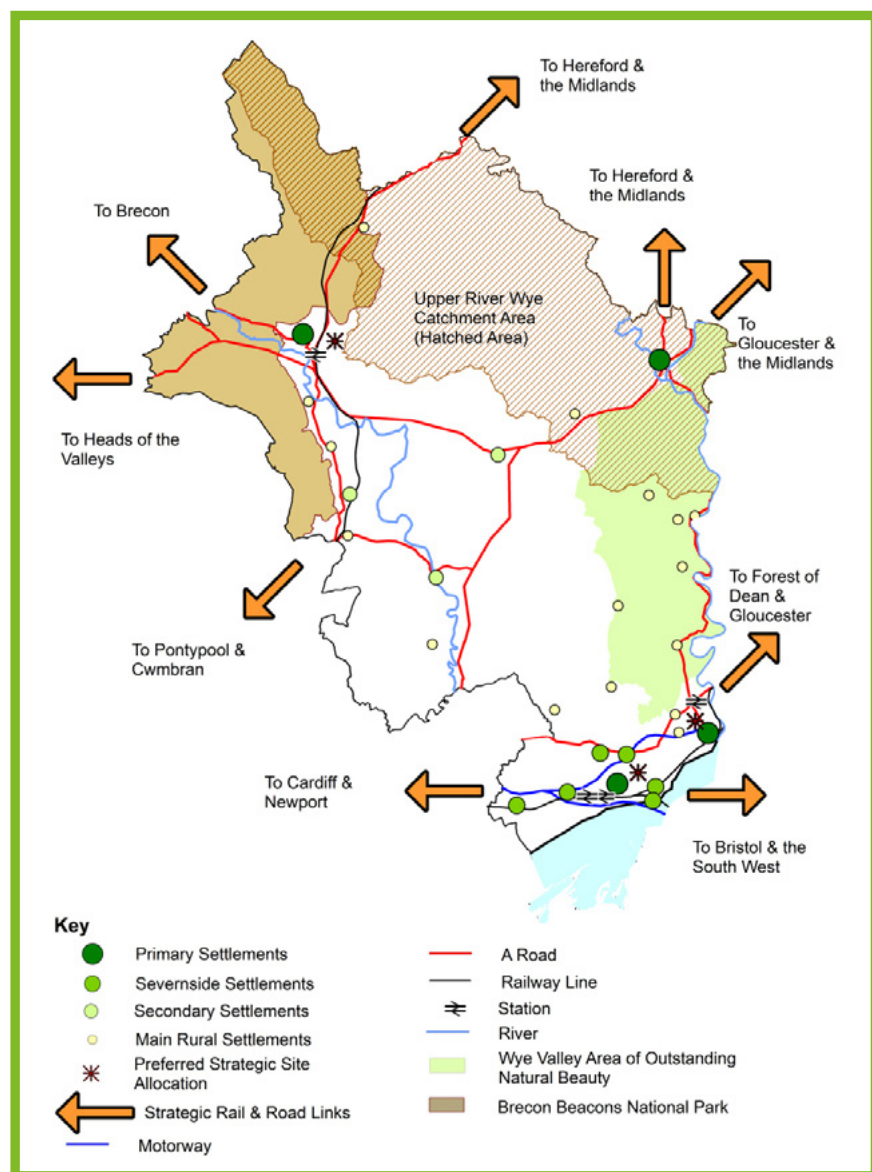 To Hereford &
the Midlands
To Hereford &
the Midlands
To Brecon
Upper River Wye
Catchment Area
(Hatched Area)
To
Gloucester &
the Midlands
To Heads of the
Valleys
To Forest of
Dean &
Gloucester
To Pontypool &
Cwmbran
To Cardiff &
Newport
To Bristol & the
South West
Key
Primary Settlements
Severnside Settlements
Secondary Settlements
Main Rural Settlements
Preferred Strategic Site
Allocation
Strategic Rail & Road Links
Motorway
A Road
Railway Line
Station
River
Wye Valley Area of Outstanding
Natural Beauty
Brecon Beacons National Park